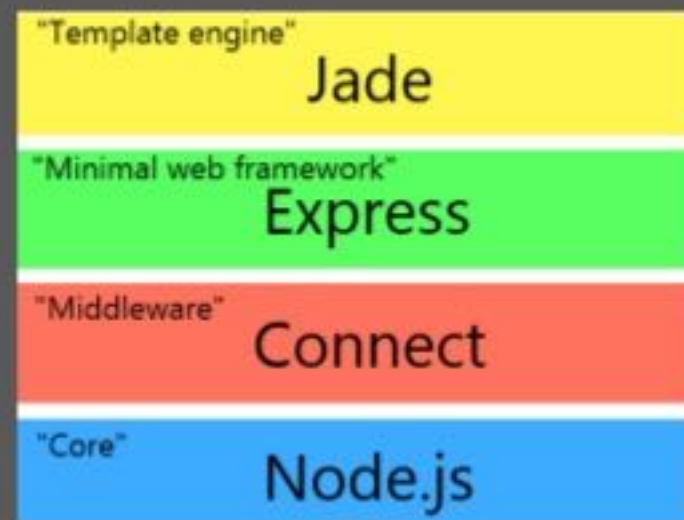 "Template engine"
Jade
"Minimal web framework"
Express
"Middleware"
Connect
"Core"
Node.js